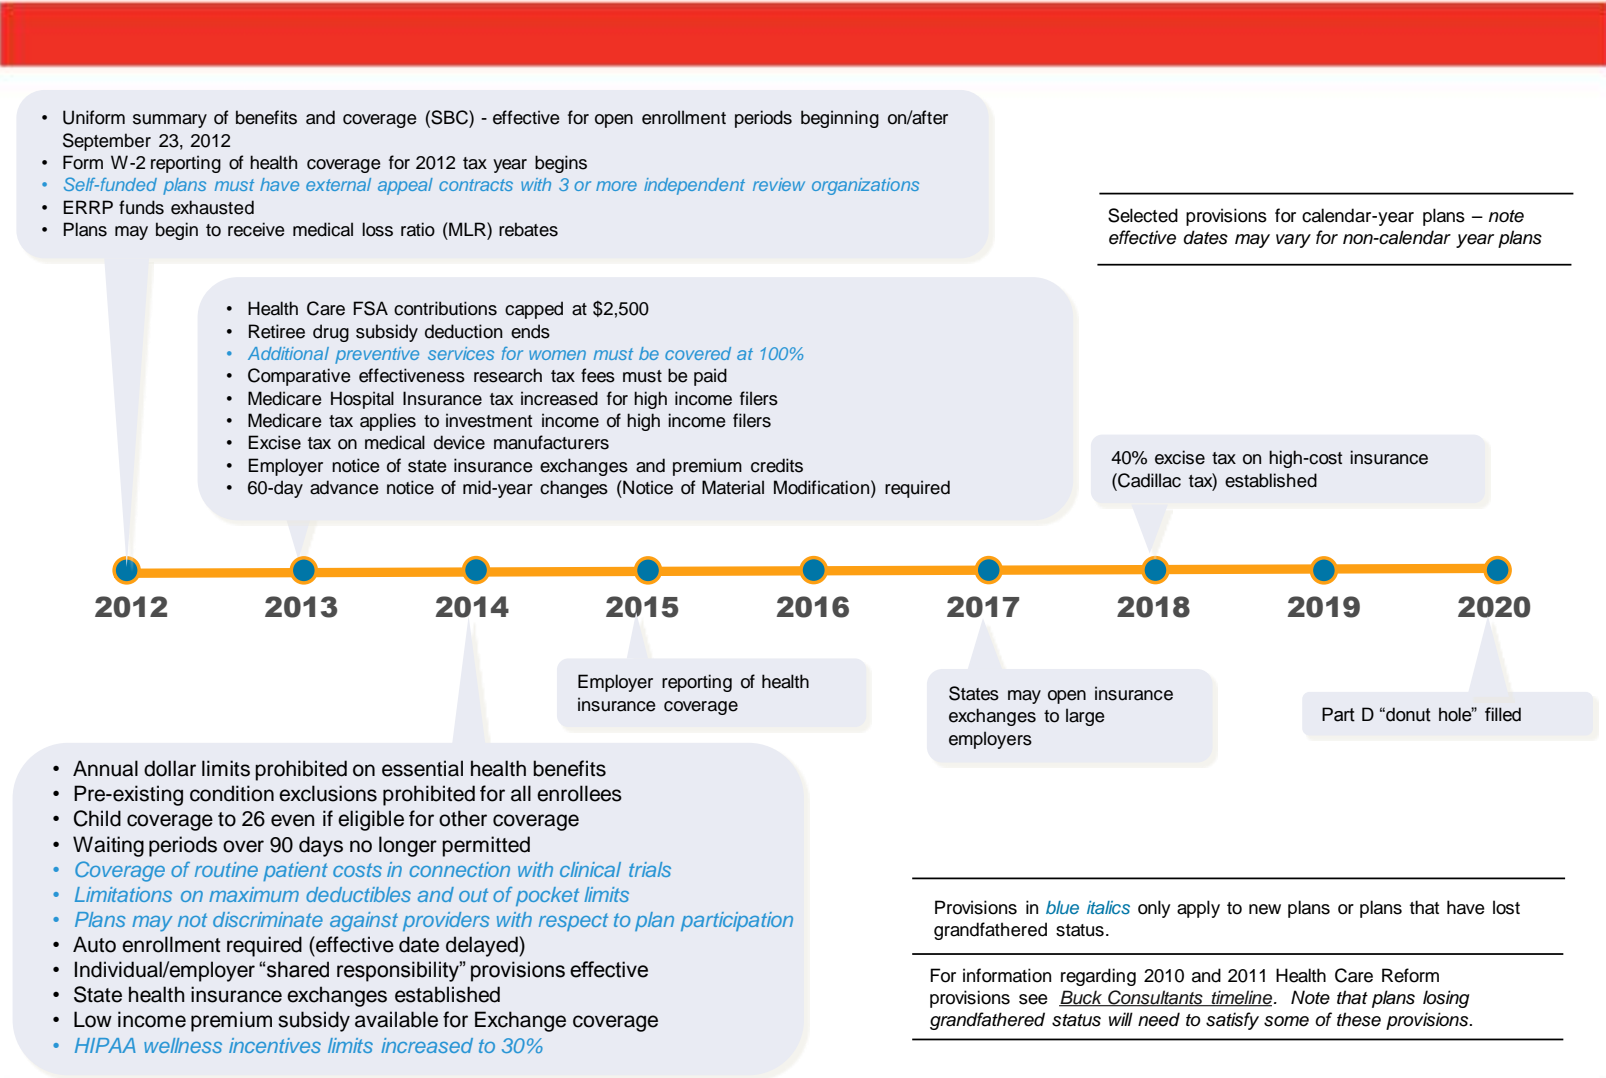 • Uniform summary of benefits and coverage (SBC) - effective for open enrollment periods beginning on/after
September 23, 2012
• Form W-2 reporting of health coverage for 2012 tax year begins
• Self-funded plans must have external appeal contracts with 3 or more independent review organizations
• ERRP funds exhausted
• Plans may begin to receive medical loss ratio (MLR) rebates
Selected provisions for calendar-year plans – note
effective dates may vary for non-calendar year plans
• Health Care FSA contributions capped at $2,500
• Retiree drug subsidy deduction ends
• Additional preventive services for women must be covered at 100%
• Comparative effectiveness research tax fees must be paid
• Medicare Hospital Insurance tax increased for high income filers
• Medicare tax applies to investment income of high income filers
• Excise tax on medical device manufacturers
• Employer notice of state insurance exchanges and premium credits
• 60-day advance notice of mid-year changes (Notice of Material Modification) required
40% excise tax on high-cost insurance
(Cadillac tax) established
2012 2013 2014 2015 2016 2017 2018 2019 2020
Employer reporting of health
insurance coverage
States may open insurance
exchanges to large
employers
Part D “donut hole” filled
• Annual dollar limits prohibited on essential health benefits
• Pre-existing condition exclusions prohibited for all enrollees
• Child coverage to 26 even if eligible for other coverage
• Waiting periods over 90 days no longer permitted
• Coverage of routine patient costs in connection with clinical trials
• Limitations on maximum deductibles and out of pocket limits
• Plans may not discriminate against providers with respect to plan participation
• Auto enrollment required (effective date delayed)
• Individual/employer “shared responsibility” provisions effective
• State health insurance exchanges established
• Low income premium subsidy available for Exchange coverage
• HIPAA wellness incentives limits increased to 30%
Provisions in blue italics only apply to new plans or plans that have lost
grandfathered status.
For information regarding 2010 and 2011 Health Care Reform
provisions see Buck Consultants timeline. Note that plans losing
grandfathered status will need to satisfy some of these provisions.